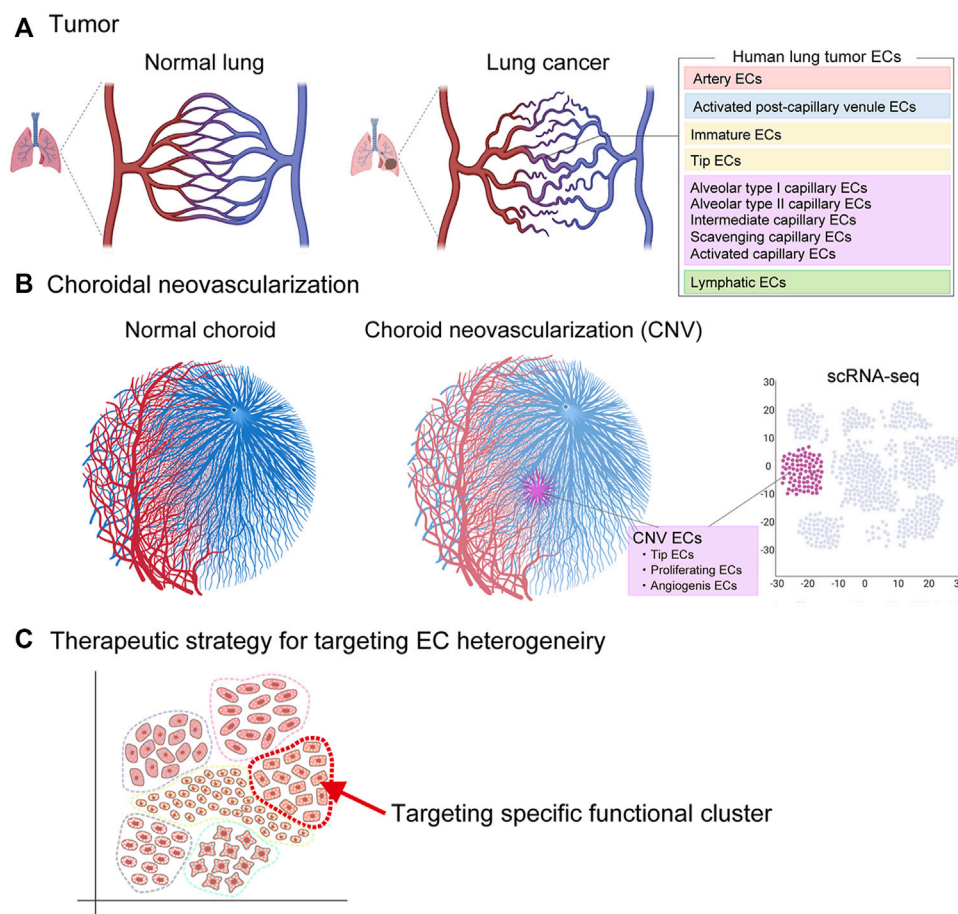 A Tumor
Normal lung
Lung cancer
Human lung tumor ECs
Artery ECs
Activated post-capillary venule ECs
Immature ECs
Tip ECs
Alveolar type I capillary ECs
Alveolar type II capillary ECs
Intermediate capillary ECs
Scavenging capillary ECs
Activated capillary ECs
Lymphatic ECs
B Choroidal neovascularization
Normal choroid
Choroid neovascularization (CNV)
scRNA-seq
30
20
10
0
-10
-20
-30
-30 -20 -10 0 10 20 3
CNV ECs
• Tip ECs
• Proliferating ECs
• Angiogenis ECs
C Therapeutic strategy for targeting EC heterogeneiry
Targeting specific functional cluster